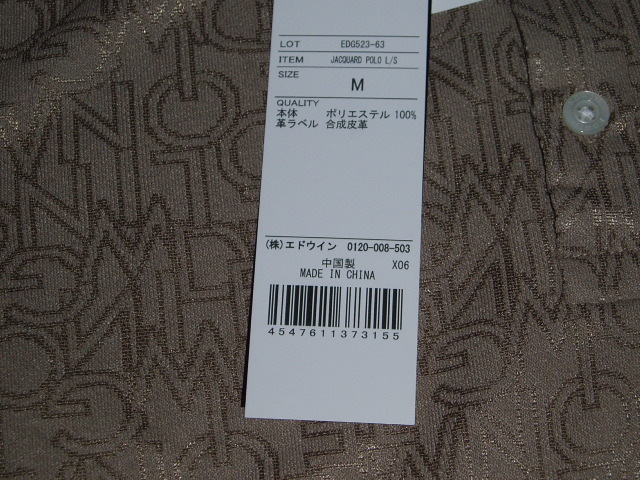 LOT EDG523-63
ITEM JACQUARD POLO L/S
SIZE
M
QUALITY
本体 ポリエステル 100%
革ラベル 合成皮革
(株)エドウイン 0120-008-503
中国製 X06
MADE IN CHINA
4547611373155